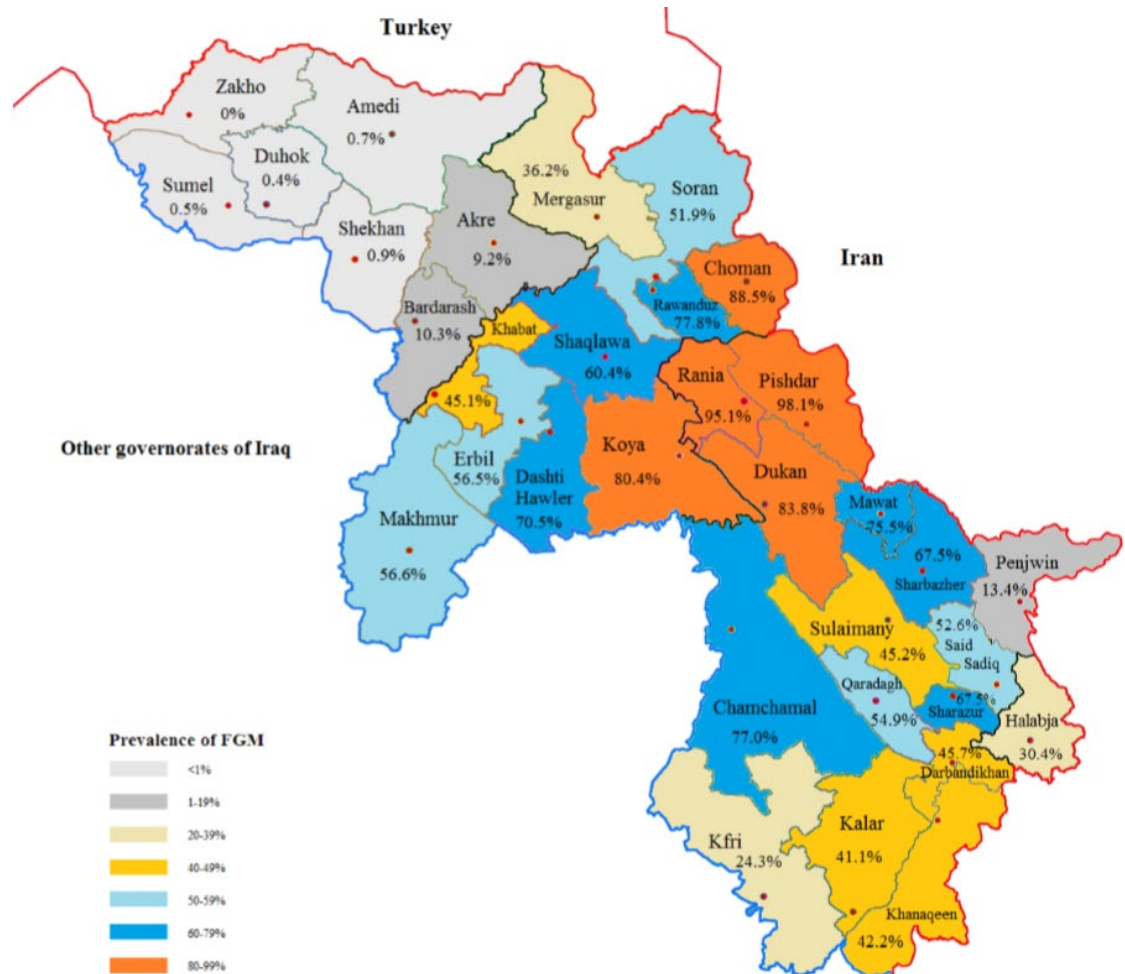 Turkey
Zakho
0%
Amedi
0.7%
Duhok
0.4%
Sumel
0.5%
Shekhan
0.9%
Akre
9.2%
36.2%
Mergasur
Soran
51.9%
Iran
Choman
88.5%
Rawanduz
77.8%
Bardarash
10.3%
Khabat
45.1%
Shaqlawa
60.4%
Rania
95.1%
Pishdar
98.1%
Other governorates of Iraq
Erbil
56.5%
Dashti
Hawler
70.5%
Koya
80.4%
Dukan
83.8%
Makhmur
56.6%
Mawat
75.5%
67.5%
Sharbazher
Penjwin
13.4%
Sulaimany
45.2%
52.6%
Said
Sadiq
Qaradagh
54.9%
67.5%
Sharazur
Halabja
30.4%
Chamchamal
77.0%
45.7%
Darbandikhan
Kfri
24.3%
Kalar
41.1%
Khanaqeen
42.2%
Prevalence of FGM
<1%
1-19%
20-39%
40-49%
50-59%
60-79%
80-99%